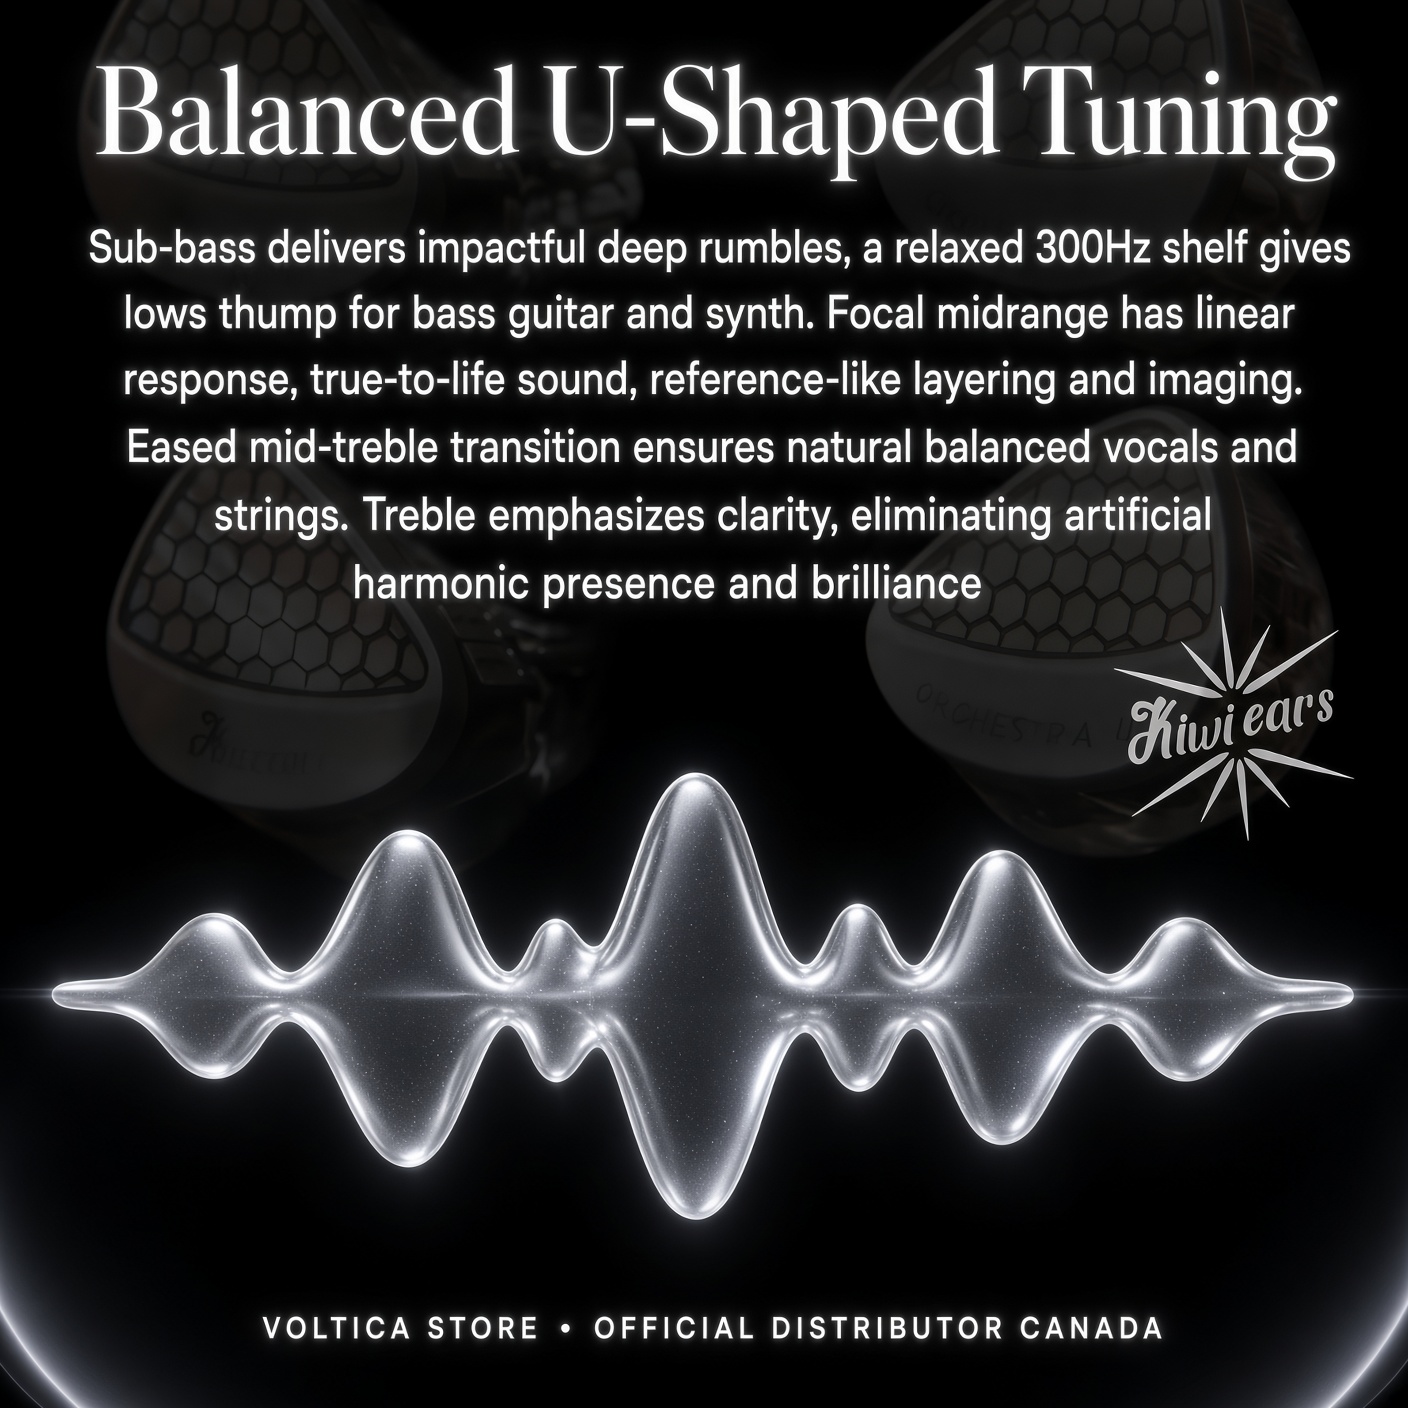 Balanced U-Shaped Tuning
Sub-bass delivers impactful deep rumbles, a relaxed 300Hz shelf gives
lows thump for bass guitar and synth. Focal midrange has linear
response, true-to-life sound, reference-like layering and imaging.
Eased mid-treble transition ensures natural balanced vocals and
strings. Treble emphasizes clarity, eliminating artificial
harmonic presence and brilliance
ORCHESTRA
Kiwi ears
VOLTICA STORE • OFFICIAL DISTRIBUTOR CANADA